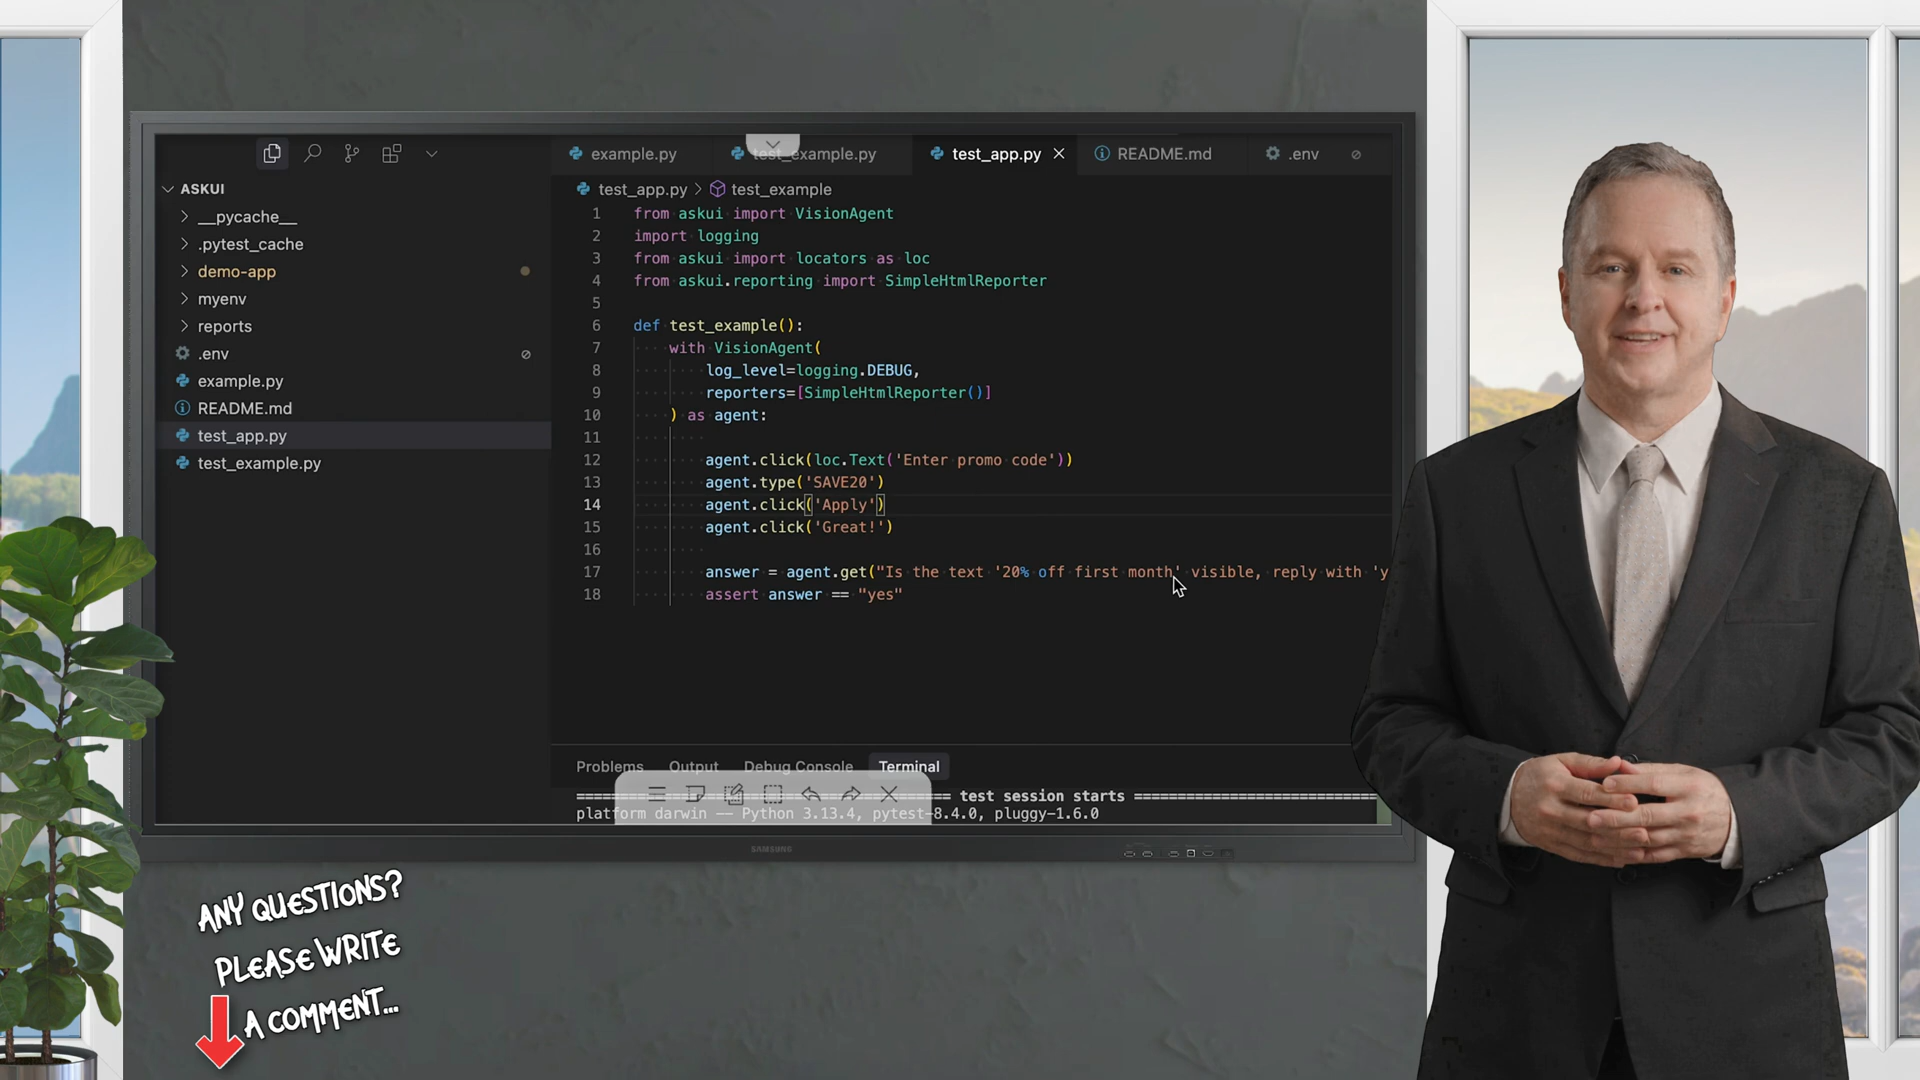 example.py
test_example.py
test_app.py
README.md
.env
ASKUI
__pycache__
.pytest_cache
demo-app
myenv
reports
.env
example.py
README.md
test_app.py
test_example.py
test_app.py > test_example
1 from askui import VisionAgent
2 import logging
3 from askui import locators as loc
4 from askui.reporting import SimpleHtmlReporter
5
6 def test_example():
7 with VisionAgent(
8 log_level=logging.DEBUG,
9 reporters=[SimpleHtmlReporter()]
10 ) as agent:
11
12 agent.click(loc.Text('Enter promo code'))
13 agent.type('SAVE20')
14 agent.click('Apply')
15 agent.click('Great!')
16
17 answer = agent.get("Is the text '20% off first month' visible, reply with 'y
18 assert answer == "yes"
Problems
Output
Debug Console
Terminal
test session starts
platform darwin -- Python 3.13.4, pytest-8.4.0, pluggy-1.6.0
SAMSUNG
ANY QUESTIONS?
PLEASE WRITE
A COMMENT...